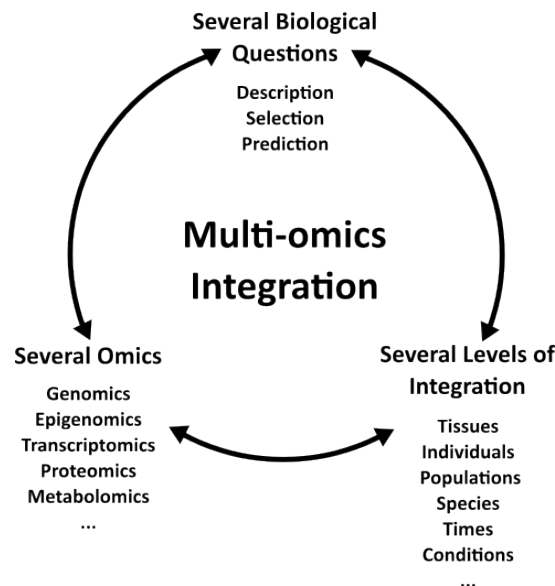 Several Biological
Questions
Description
Selection
Prediction
Multi-omics
Integration
Several Omics
Genomics
Epigenomics
Transcriptomics
Proteomics
Metabolomics
...
Several Levels of
Integration
Tissues
Individuals
Populations
Species
Times
Conditions
...